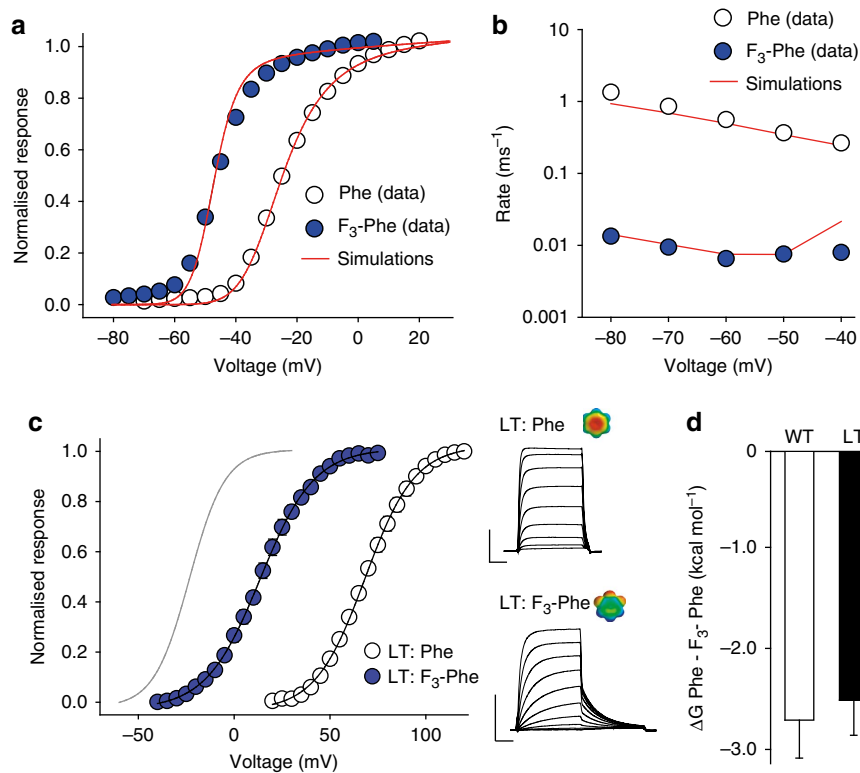 a
Normalised response
1.0
0.8
0.6
0.4
0.2
0.0
−80 −60 −40 −20 0 20
Voltage (mV)
Phe (data)
F3-Phe (data)
Simulations
b
Rate (ms−1)
10
1
0.1
0.01
0.001
−80 −70 −60 −50 −40
Voltage (mV)
Phe (data)
F3-Phe (data)
Simulations
c
Normalised response
1.0
0.8
0.6
0.4
0.2
0.0
−50 0 50 100
Voltage (mV)
LT: Phe
LT: F3-Phe
LT: Phe
LT: F3-Phe
d
WT LT
ΔG Phe - F3- Phe (kcal mol−1)
0
−1.0
−2.0
−3.0